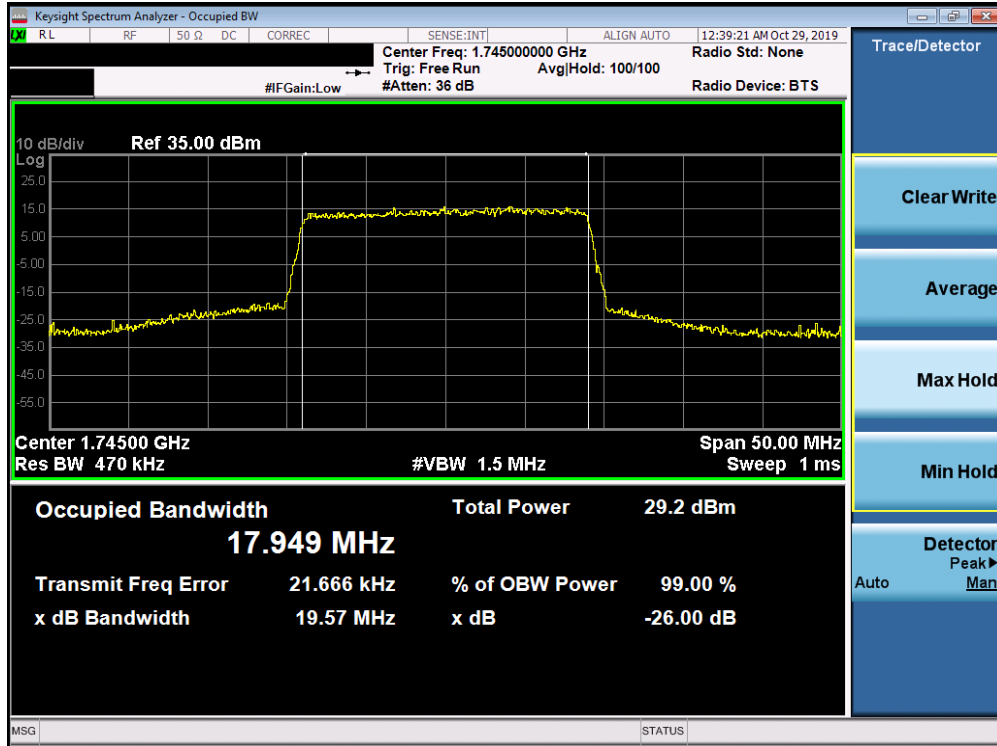 Keysight Spectrum Analyzer - Occupied BW
LXI RL RF 50 Ω DC CORREC SENSE:INT ALIGN AUTO 12:39:21 AM Oct 29, 2019
Center Freq: 1.745000000 GHz Radio Std: None
Trig: Free Run Avg|Hold: 100/100
#IFGain:Low #Atten: 36 dB Radio Device: BTS
10 dB/div Ref 35.00 dBm
Log
25.0
15.0
5.00
-5.00
-15.0
-25.0
-35.0
-45.0
-55.0
Center 1.74500 GHz Span 50.00 MHz
Res BW 470 kHz #VBW 1.5 MHz Sweep 1 ms
Occupied Bandwidth Total Power 29.2 dBm
17.949 MHz
Transmit Freq Error 21.666 kHz % of OBW Power 99.00 %
x dB Bandwidth 19.57 MHz x dB -26.00 dB
MSG STATUS
Trace/Detector
Clear Write
Average
Max Hold
Min Hold
Detector
Peak▶
Auto Man